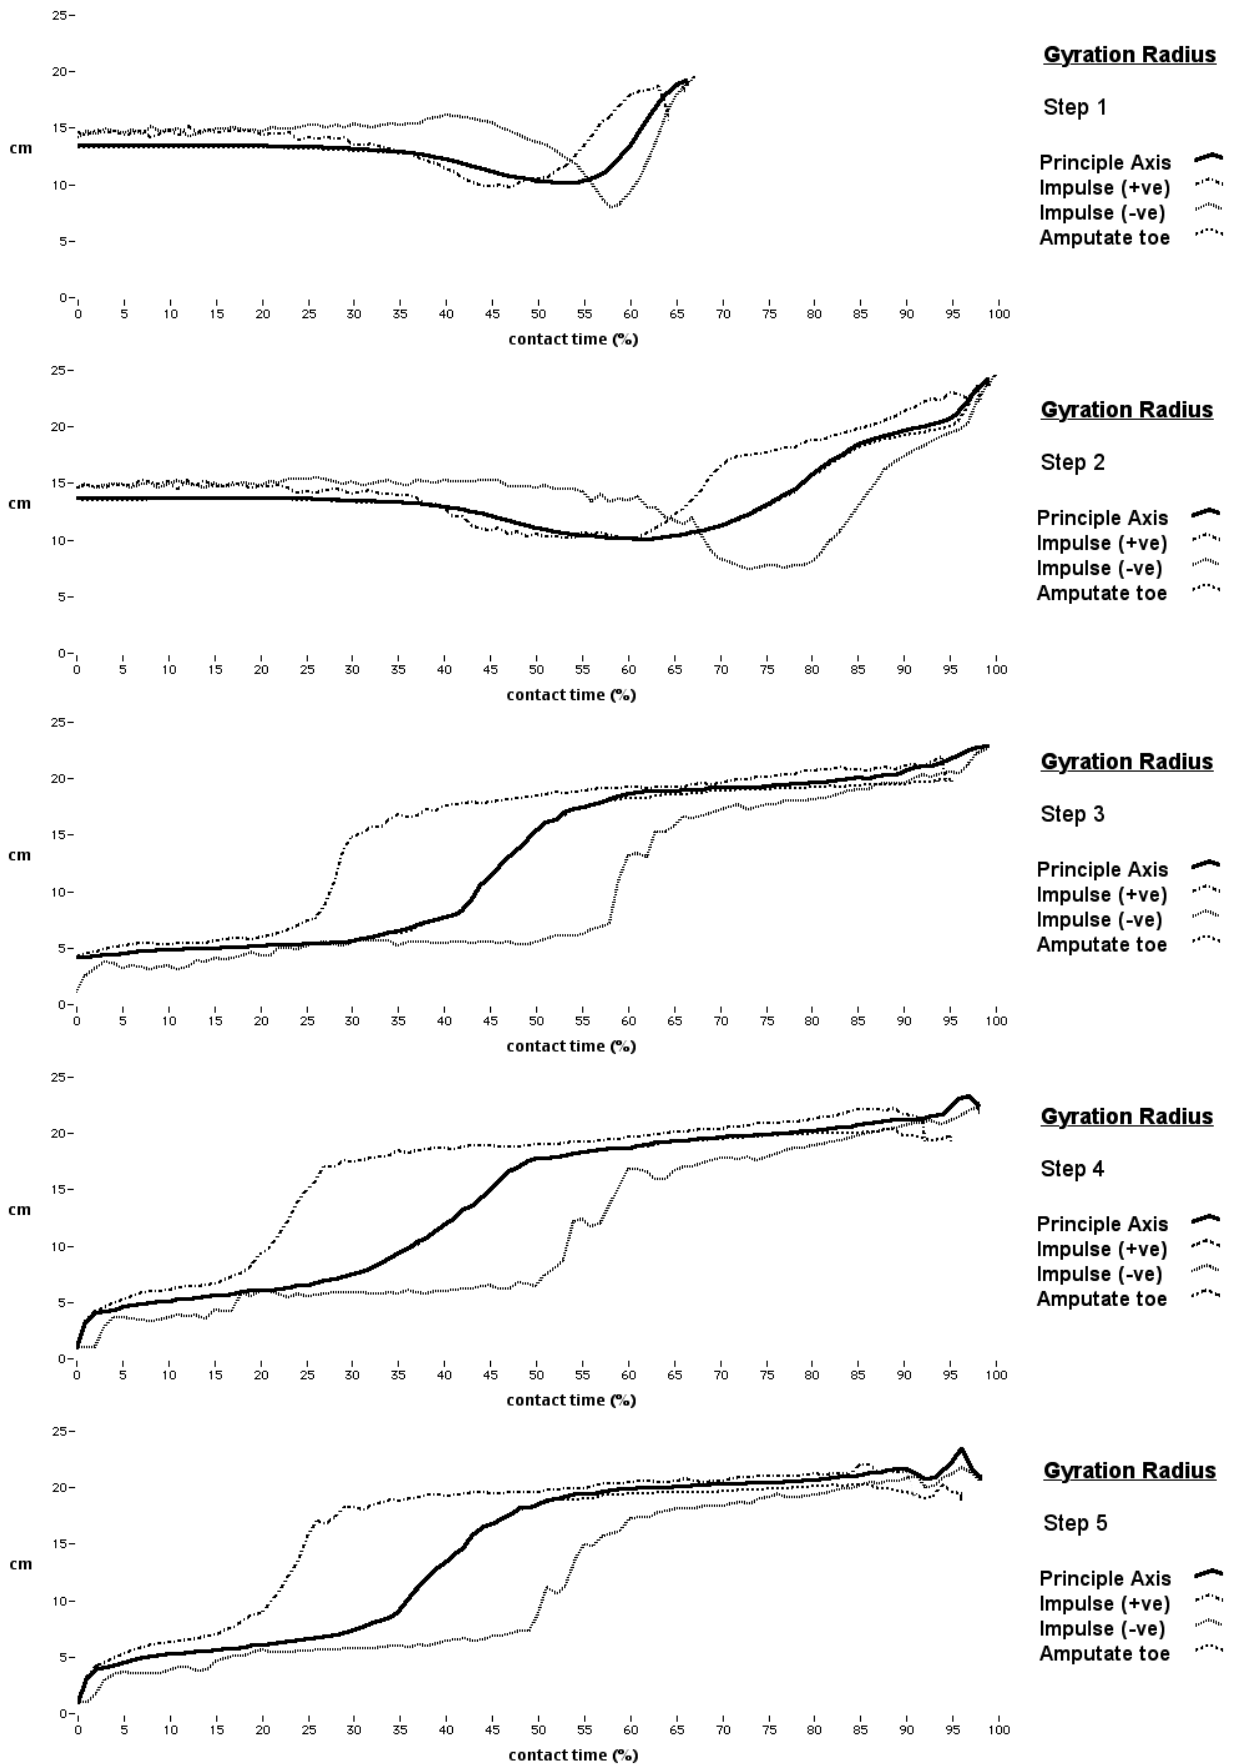 25-
20-
15-
cm
10-
5-
0-
0 5 10 15 20 25 30 35 40 45 50 55 60 65 70 75 80 85 90 95 100
contact time (%)
Gyration Radius
Step 1
Principle Axis
Impulse (+ve)
Impulse (-ve)
Amputate toe
25-
20-
15-
cm
10-
5-
0-
0 5 10 15 20 25 30 35 40 45 50 55 60 65 70 75 80 85 90 95 100
contact time (%)
Gyration Radius
Step 2
Principle Axis
Impulse (+ve)
Impulse (-ve)
Amputate toe
25-
20-
15-
cm
10-
5-
0-
0 5 10 15 20 25 30 35 40 45 50 55 60 65 70 75 80 85 90 95 100
contact time (%)
Gyration Radius
Step 3
Principle Axis
Impulse (+ve)
Impulse (-ve)
Amputate toe
25-
20-
15-
cm
10-
5-
0-
0 5 10 15 20 25 30 35 40 45 50 55 60 65 70 75 80 85 90 95 100
contact time (%)
Gyration Radius
Step 4
Principle Axis
Impulse (+ve)
Impulse (-ve)
Amputate toe
25-
20-
15-
cm
10-
5-
0-
0 5 10 15 20 25 30 35 40 45 50 55 60 65 70 75 80 85 90 95 100
contact time (%)
Gyration Radius
Step 5
Principle Axis
Impulse (+ve)
Impulse (-ve)
Amputate toe